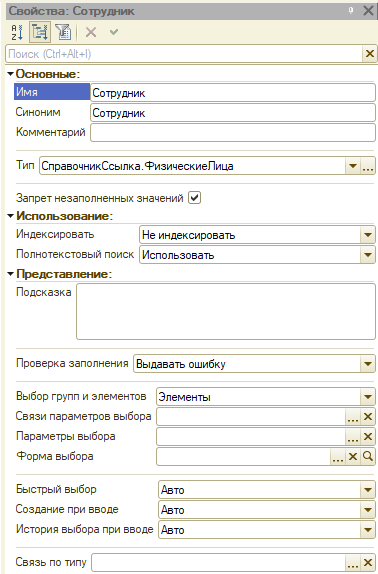 Свойства: Сотрудник
Поиск (Ctrl+Alt+I)
Основные:
Имя Сотрудник
Синоним Сотрудник
Комментарий
Тип СправочникСсылка.ФизическиеЛица
Запрет незаполненных значений
Использование:
Индексировать Не индексировать
Полнотекстовый поиск Использовать
Представление:
Подсказка
Проверка заполнения Выдавать ошибку
Выбор групп и элементов Элементы
Связи параметров выбора
Параметры выбора
Форма выбора
Быстрый выбор Авто
Создание при вводе Авто
История выбора при вводе Авто
Связь по типу